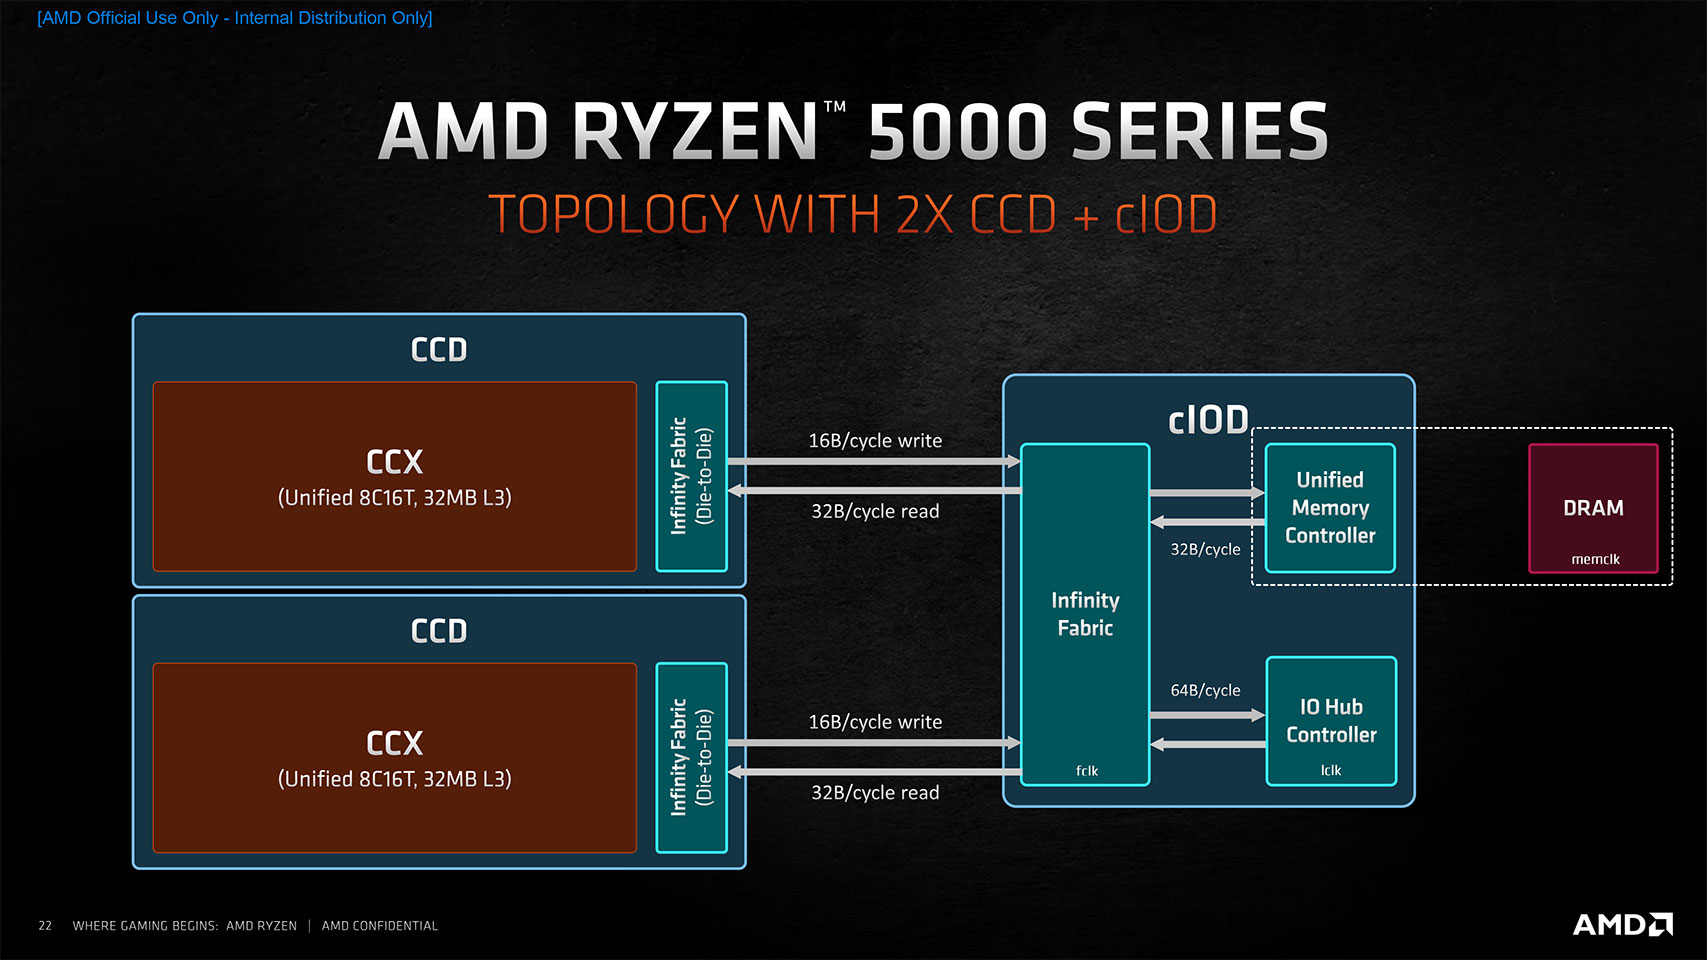 [AMD Official Use Only - Internal Distribution Only]
AMD RYZEN™ 5000 SERIES
TOPOLOGY WITH 2X CCD + cIOD
CCD
CCX
(Unified 8C16T, 32MB L3)
Infinity Fabric
(Die-to-Die)
16B/cycle write
32B/cycle read
CCD
CCX
(Unified 8C16T, 32MB L3)
Infinity Fabric
(Die-to-Die)
16B/cycle write
32B/cycle read
cIOD
Infinity
Fabric
fclk
32B/cycle
Unified
Memory
Controller
64B/cycle
IO Hub
Controller
lclk
DRAM
memclk
22 WHERE GAMING BEGINS: AMD RYZEN | AMD CONFIDENTIAL
AMD